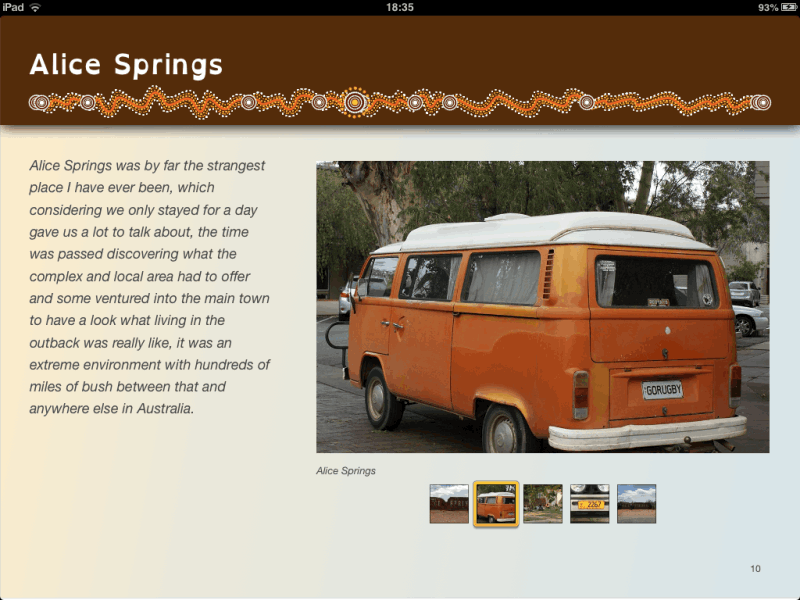 iPad
18:35
93%
Alice Springs
Alice Springs was by far the strangest
place I have ever been, which
considering we only stayed for a day
gave us a lot to talk about, the time
was passed discovering what the
complex and local area had to offer
and some ventured into the main town
to have a look what living in the
outback was really like, it was an
extreme environment with hundreds of
miles of bush between that and
anywhere else in Australia.
GORUGBY
Alice Springs
2267
10